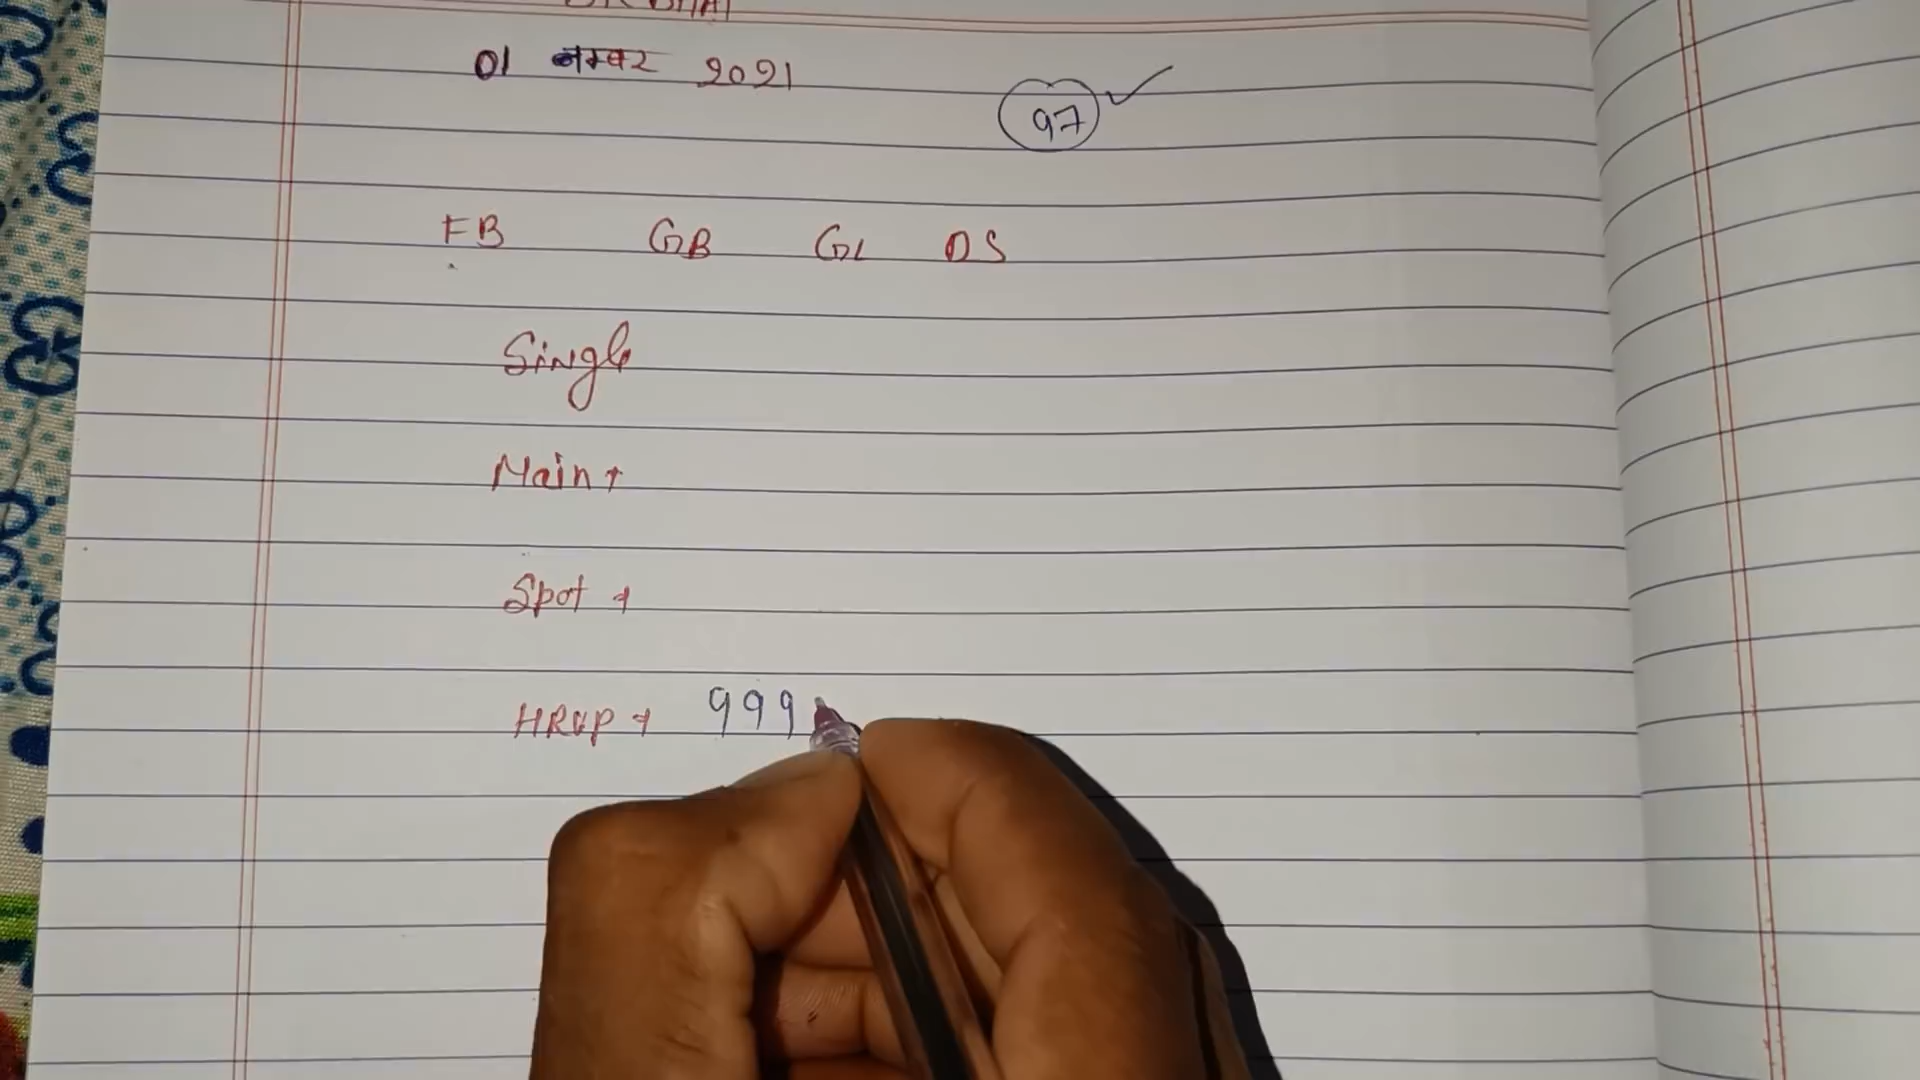 01 नम्बर 2021
97
FB GB GL DS
Single
Main
Spot
HRUP 999